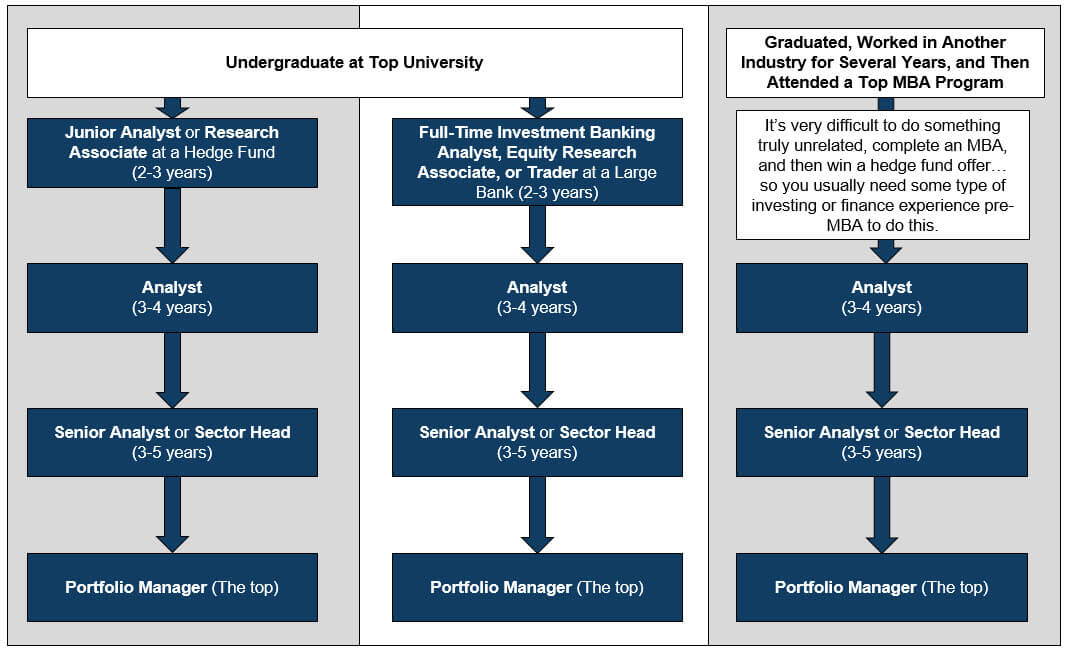 Undergraduate at Top University
Graduated, Worked in Another
Industry for Several Years, and Then
Attended a Top MBA Program
Junior Analyst or Research
Associate at a Hedge Fund
(2-3 years)
Full-Time Investment Banking
Analyst, Equity Research
Associate, or Trader at a Large
Bank (2-3 years)
It’s very difficult to do something
truly unrelated, complete an MBA,
and then win a hedge fund offer…
so you usually need some type of
investing or finance experience pre-
MBA to do this.
Analyst
(3-4 years)
Analyst
(3-4 years)
Analyst
(3-4 years)
Senior Analyst or Sector Head
(3-5 years)
Senior Analyst or Sector Head
(3-5 years)
Senior Analyst or Sector Head
(3-5 years)
Portfolio Manager (The top)
Portfolio Manager (The top)
Portfolio Manager (The top)